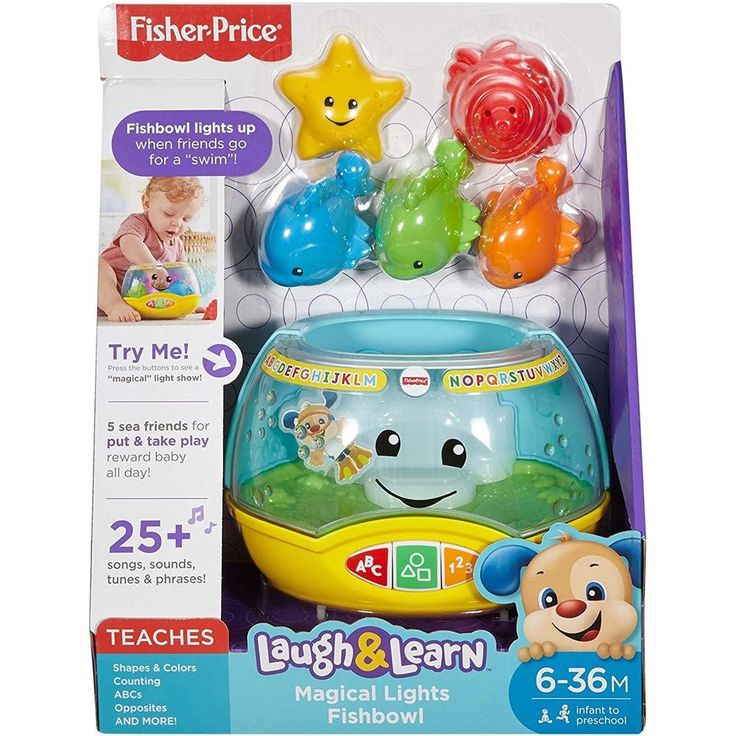 Fisher-Price®
Fishbowl lights up
when friends go
for a "swim"!
Try Me!
Press the buttons to see a
"magical" light show!
5 sea friends for
put & take play
reward baby
all day!
25+
songs, sounds,
tunes & phrases!
ABCDEFGHIJKLM
Fisher-Price
NOPQRSTUVWXYZ
ABC
123
TEACHES
Shapes & Colors
Counting
ABCs
Opposites
AND MORE!
Laugh & Learn™
Magical Lights
Fishbowl
6-36M
infant to
preschool